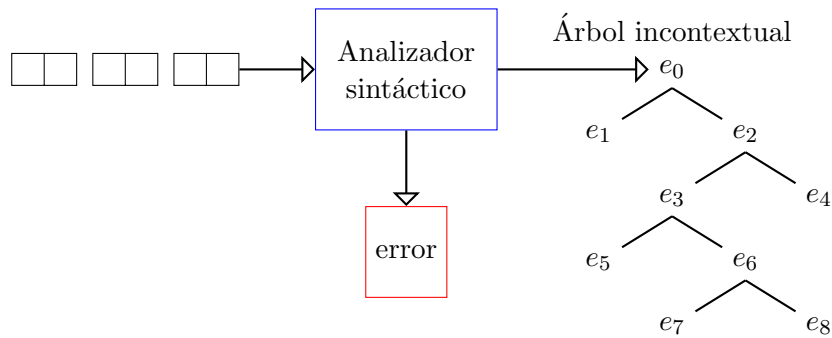 Analizador
sintáctico
error
Árbol incontextual
e₀
e₁ e₂
e₃ e₄
e₅ e₆
e₇ e₈